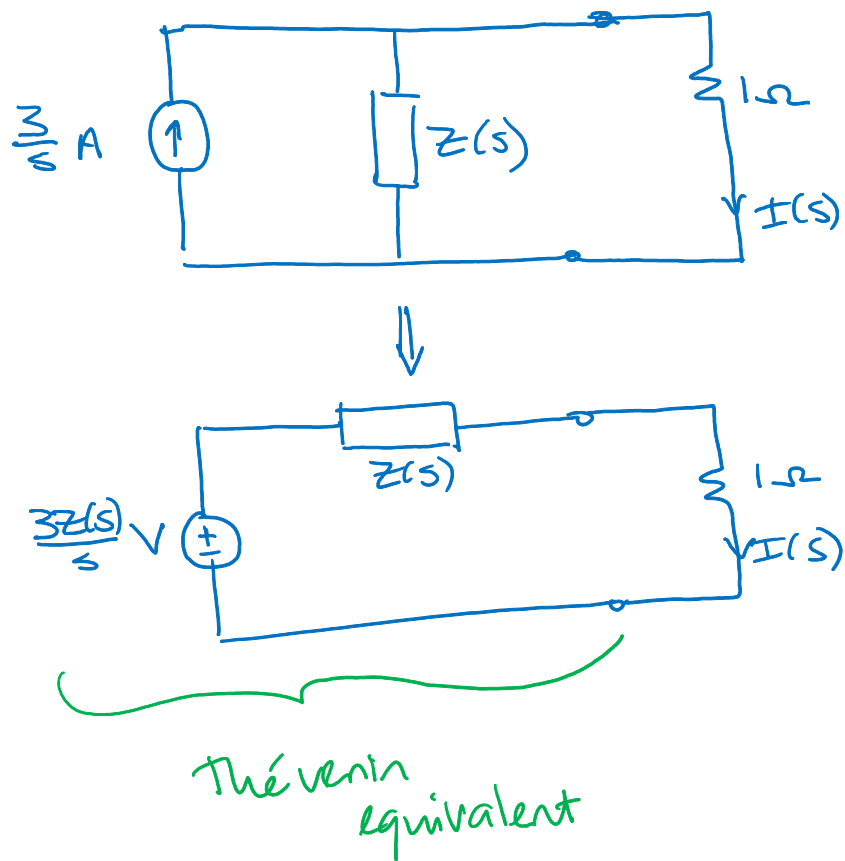 3/s A
Z(s)
1Ω
I(s)
Z(s)
1Ω
3Z(s)/s V
±
I(s)
Thévenin
equivalent